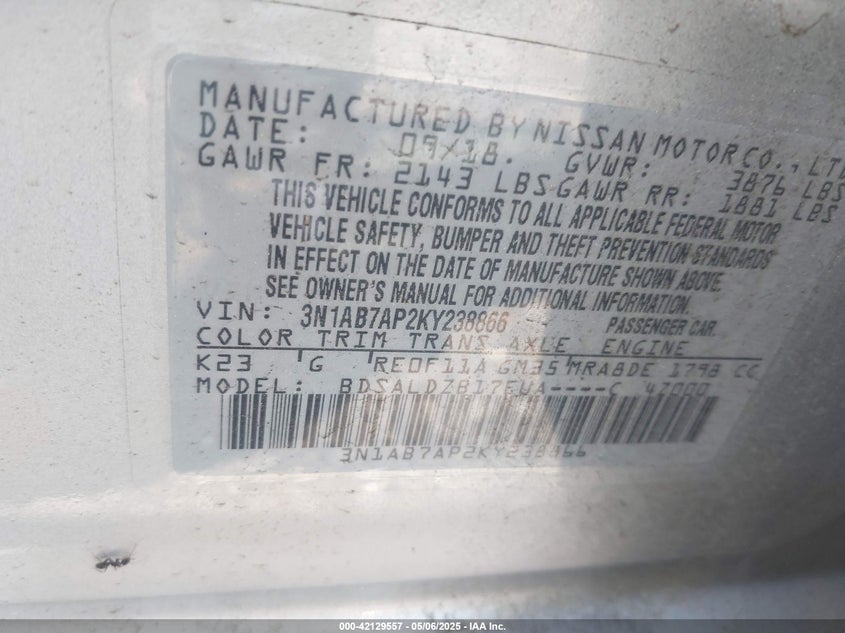 MANUFACTURED BY NISSAN MOTOR CO., LTD
DATE: 09/18. GVWR: 3876 LBS
GAWR FR: 2143 LBS GAWR RR: 1881 LBS
THIS VEHICLE CONFORMS TO ALL APPLICABLE FEDERAL MOTOR
VEHICLE SAFETY, BUMPER AND THEFT PREVENTION STANDARDS
IN EFFECT ON THE DATE OF MANUFACTURE SHOWN ABOVE.
SEE OWNER'S MANUAL FOR ADDITIONAL INFORMATION.
VIN: 3N1AB7AP2KY238866 PASSENGER CAR
COLOR TRIM TRANS AXLE ENGINE
K23 G RE0F11A GM35 MRA8DE 1798 CC
MODEL: BDSALDZB17EUA----C 47000
3N1AB7AP2KY238866
000-42129557 - 05/06/2025 - IAA Inc.